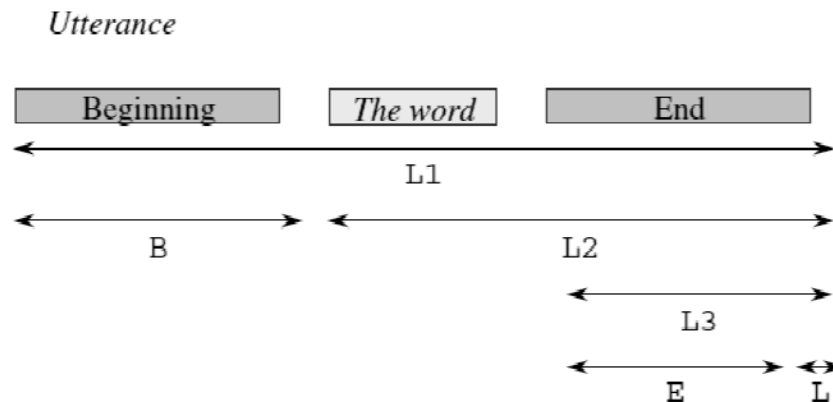 Utterance
Beginning The word End
L1
B L2
L3
E L